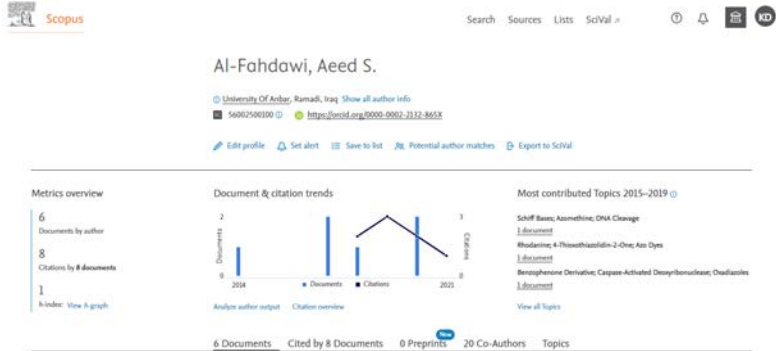 Scopus
Search Sources Lists SciVal ↗
KD
Al-Fahdawi, Aeed S.
University Of Anbar, Ramadi, Iraq Show all author info
56002500100 https://orcid.org/0000-0002-2132-865X
Edit profile Set alert Save to list Potential author matches Export to SciVal
Metrics overview
6
Documents by author
8
Citations by 8 documents
1
h-index: View h-graph
Document & citation trends
2
3
Documents
Citations
0
0
2014
2021
Documents Citations
Analyze author output Citation overview
Most contributed Topics 2015–2019
Schiff Bases; Azomethine; DNA Cleavage
1 document
Rhodanine; 4-Thioxothiazolidin-2-One; Azo Dyes
1 document
Benzophenone Derivative; Caspase-Activated Deoxyribonuclease; Oxadiazoles
1 document
View all Topics
New
6 Documents Cited by 8 Documents 0 Preprints 20 Co-Authors Topics